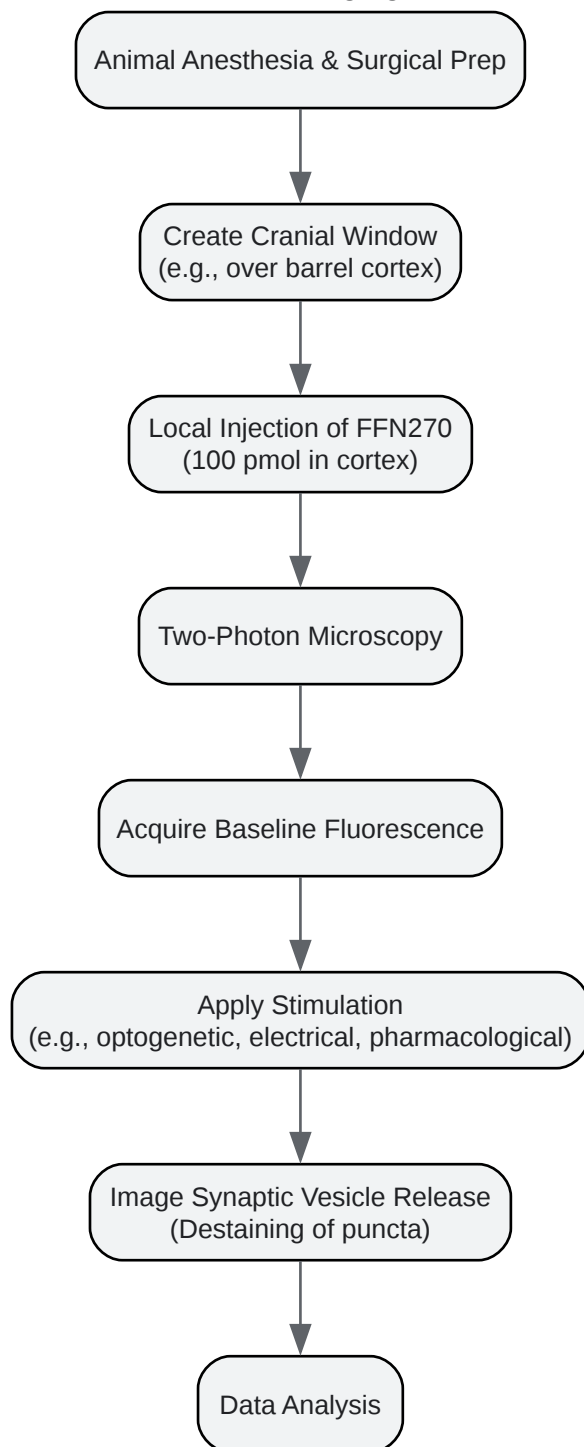 Animal Anesthesia & Surgical Prep
Create Cranial Window
(e.g., over barrel cortex)
Local Injection of FFN270
(100 pmol in cortex)
Two-Photon Microscopy
Acquire Baseline Fluorescence
Apply Stimulation
(e.g., optogenetic, electrical, pharmacological)
Image Synaptic Vesicle Release
(Destaining of puncta)
Data Analysis